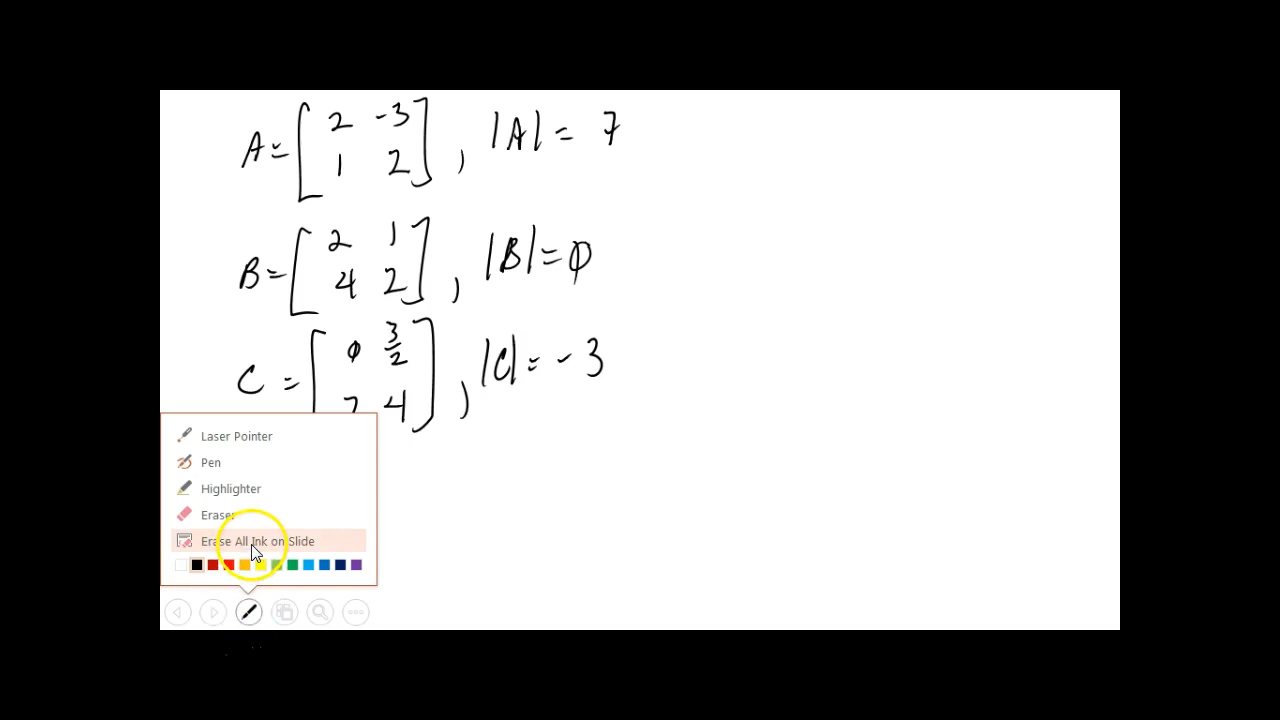 A = [ 2 -3 ], |A| = 7
1 2
B = [ 2 1 ], |B| = 0
4 2
C = [ 0 3/2 ], |C| = -3
4
Laser Pointer
Pen
Highlighter
Eraser
Erase All Ink on Slide